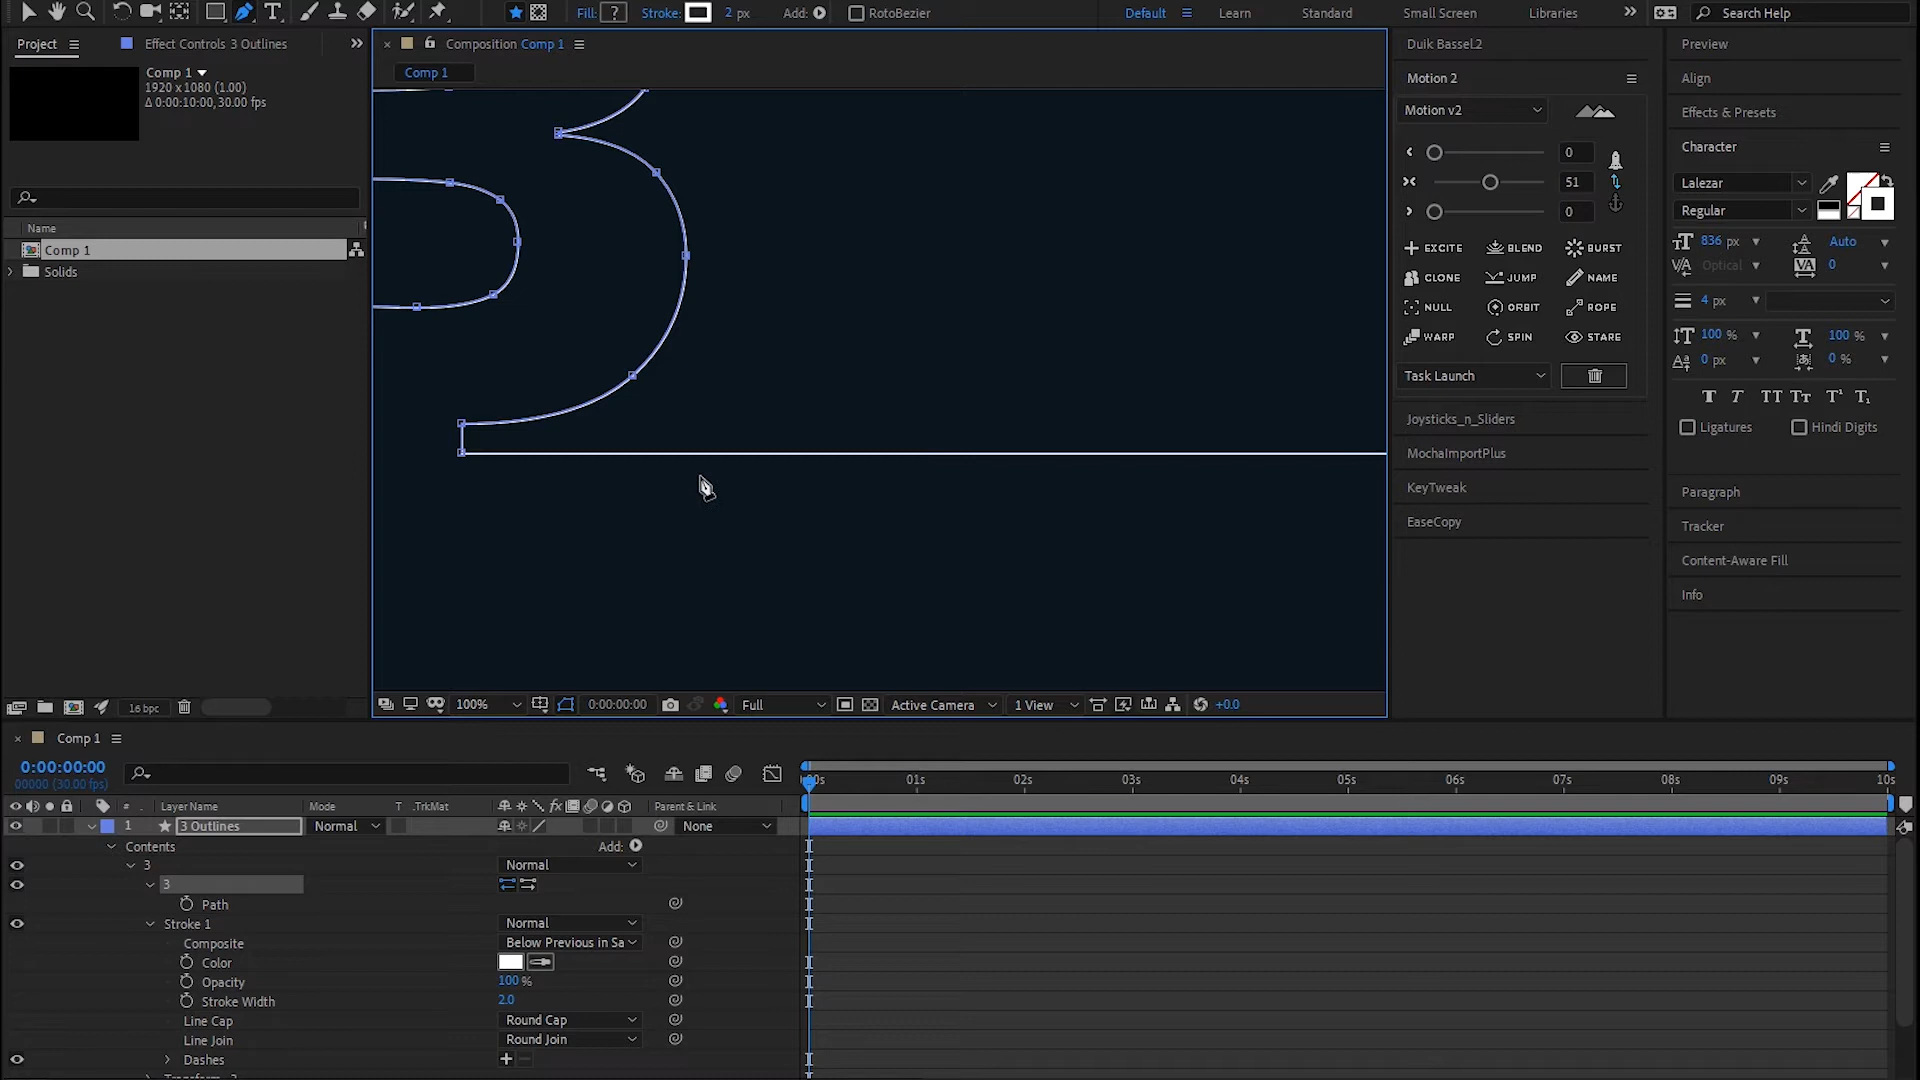 Fill: ? Stroke: 2 px Add: RotoBezier Default Learn Standard Small Screen Libraries Search Help
Project
Effect Controls 3 Outlines
Composition Comp 1
Comp 1
Comp 1
1920 x 1080 (1.00)
Δ 0:00:10:00, 30.00 fps
Name
Comp 1
Solids
16 bpc
100%
0:00:00:00
Full
Active Camera
1 View
+0.0
Duik Bassel.2
Motion 2
Motion v2
0
51
0
EXCITE BLEND BURST
CLONE JUMP NAME
NULL ORBIT ROPE
WARP SPIN STARE
Task Launch
Joysticks_n_Sliders
MochaImportPlus
KeyTweak
EaseCopy
Preview
Align
Effects & Presets
Character
Lalezar
Regular
836 px Auto
Optical 0
4 px
100 % 100 %
0 px 0 %
T T TT Tt T¹ T₁
Ligatures Hindi Digits
Paragraph
Tracker
Content-Aware Fill
Info
Comp 1
0:00:00:00
00000 (30.00 fps)
# Layer Name Mode T .TrkMat Parent & Link
1 3 Outlines Normal None
Contents Add:
3 Normal
3
Path
Stroke 1 Normal
Composite Below Previous in Sa
Color
Opacity 100 %
Stroke Width 2.0
Line Cap Round Cap
Line Join Round Join
Dashes + −
01s 02s 03s 04s 05s 06s 07s 08s 09s 10s